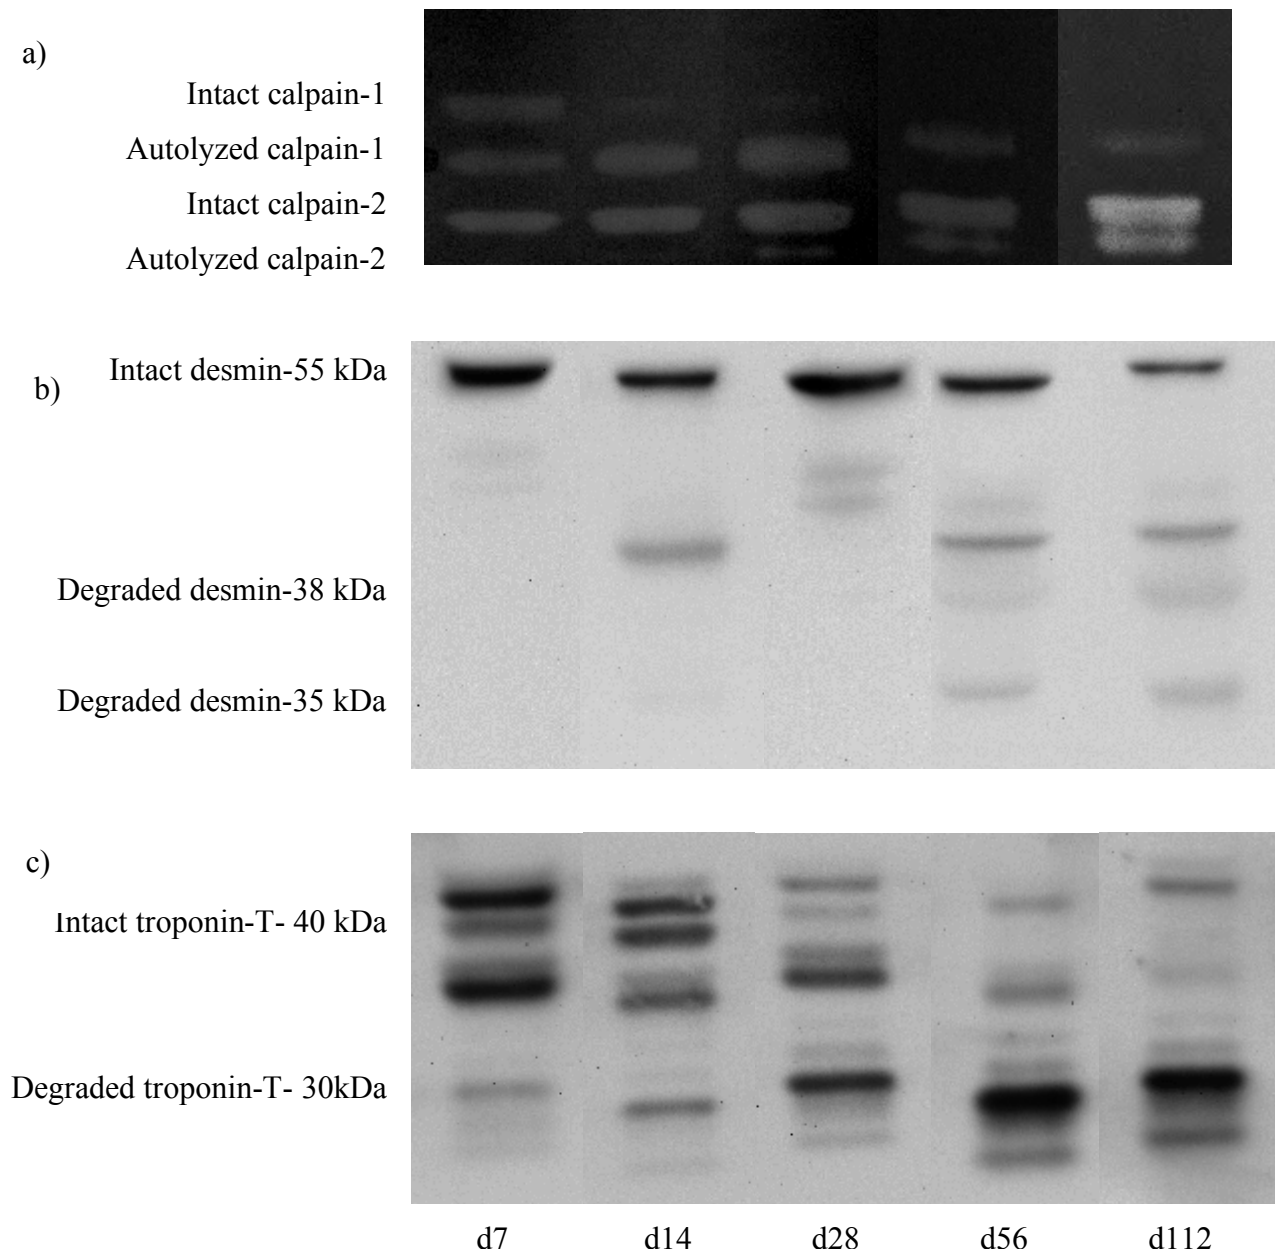 a)
Intact calpain-1
Autolyzed calpain-1
Intact calpain-2
Autolyzed calpain-2
Intact desmin-55 kDa
b)
Degraded desmin-38 kDa
Degraded desmin-35 kDa
c)
Intact troponin-T- 40 kDa
Degraded troponin-T- 30kDa
d7 d14 d28 d56 d112